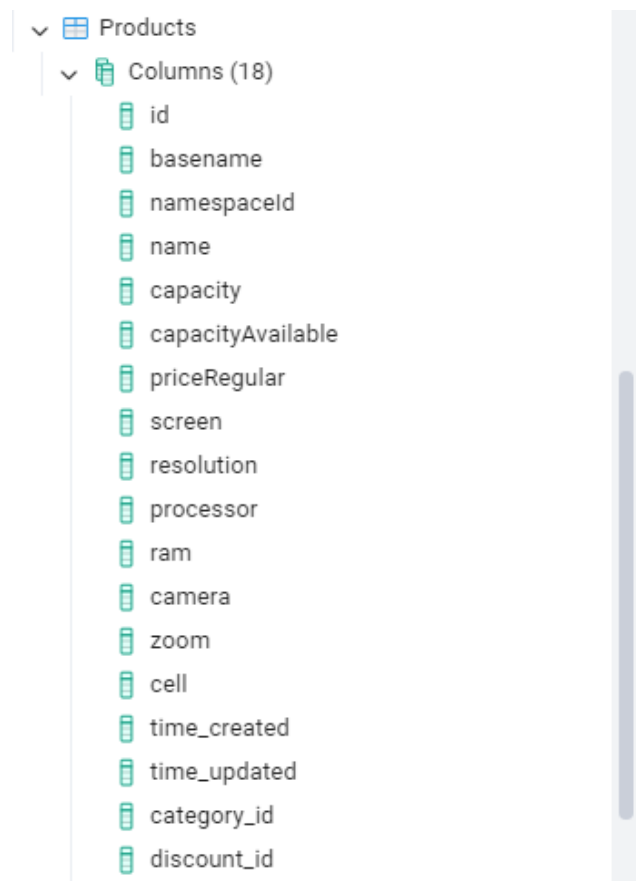 Products
Columns (18)
id
basename
namespaceId
name
capacity
capacityAvailable
priceRegular
screen
resolution
processor
ram
camera
zoom
cell
time_created
time_updated
category_id
discount_id